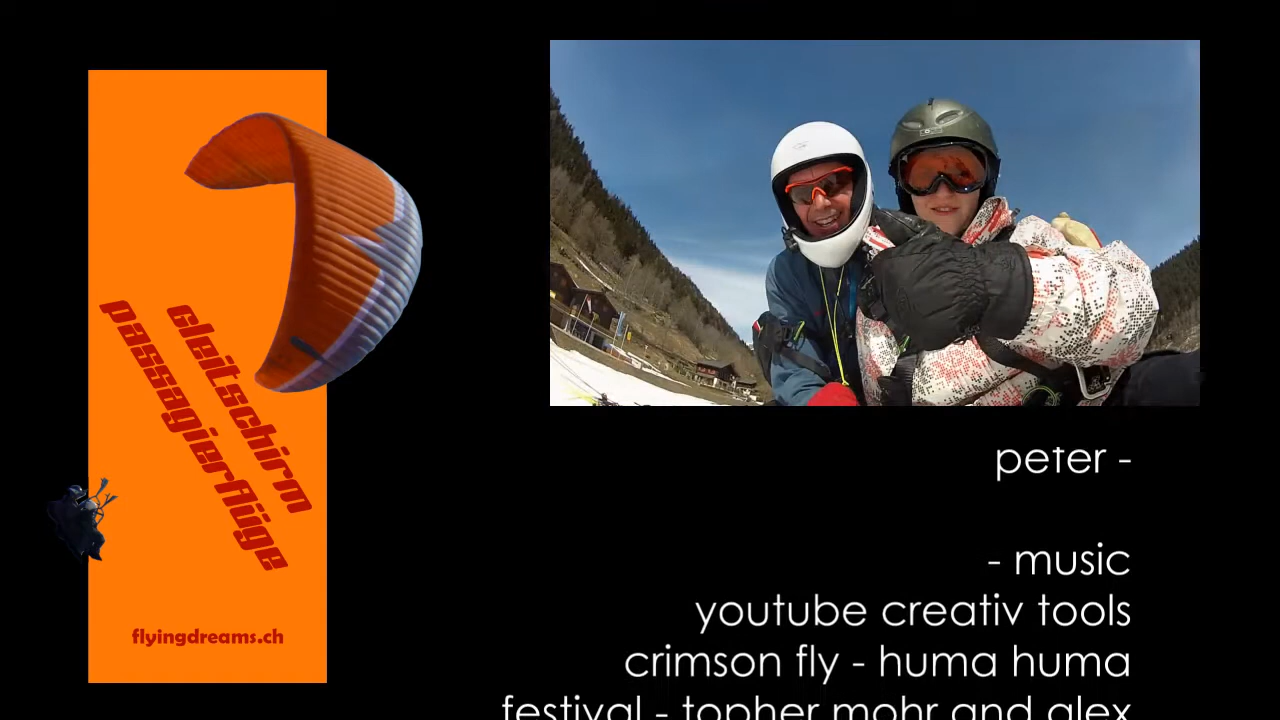 gleitschirm
passagierflüge
flyingdreams.ch
peter -
- music
youtube creativ tools
crimson fly - huma huma
festival - topher mohr and alex